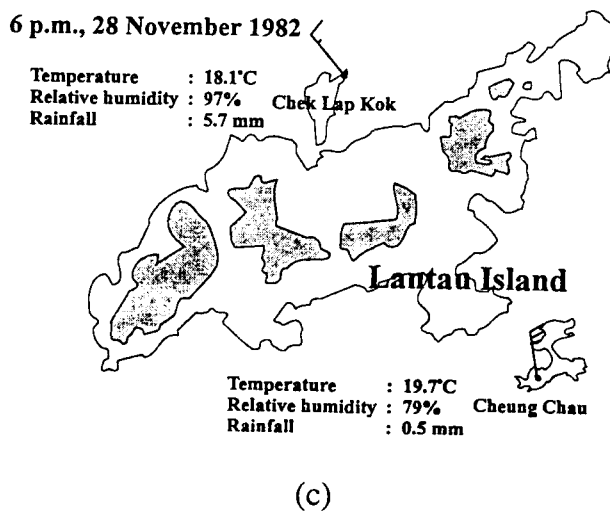 6 p.m., 28 November 1982
Temperature : 18.1°C
Relative humidity : 97%
Rainfall : 5.7 mm
Chek Lap Kok
Lantau Island
Temperature : 19.7°C
Relative humidity : 79%
Rainfall : 0.5 mm
Cheung Chau
(c)